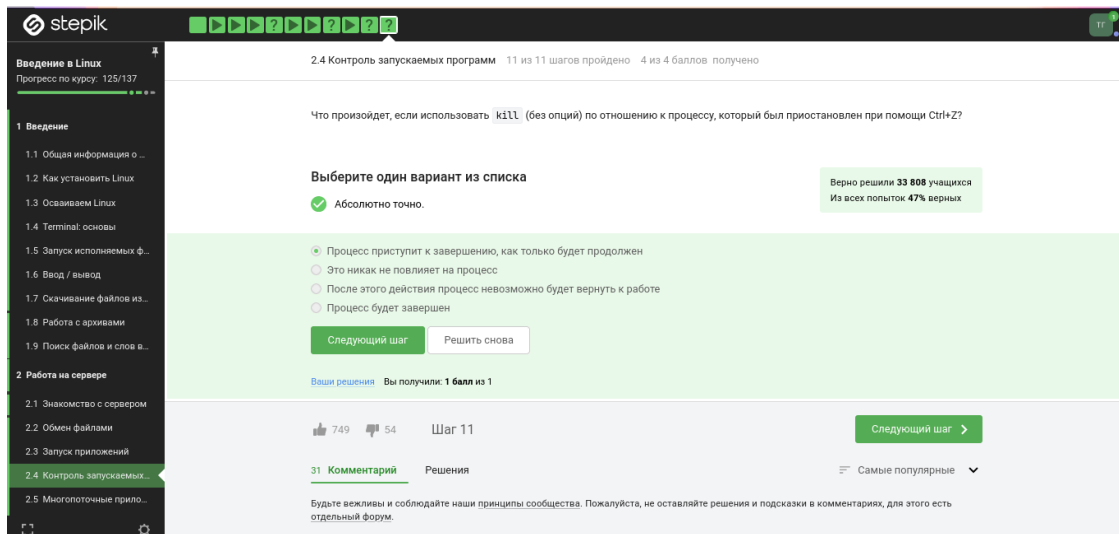 stepik
ТГ
1
Введение в Linux
Прогресс по курсу: 125/137
2.4 Контроль запускаемых программ 11 из 11 шагов пройдено 4 из 4 баллов получено
1 Введение
1.1 Общая информация о ...
1.2 Как установить Linux
1.3 Осваиваем Linux
1.4 Terminal: основы
1.5 Запуск исполняемых ф...
1.6 Ввод / вывод
1.7 Скачивание файлов из...
1.8 Работа с архивами
1.9 Поиск файлов и слов в...
2 Работа на сервере
2.1 Знакомство с сервером
2.2 Обмен файлами
2.3 Запуск приложений
2.4 Контроль запускаемых...
2.5 Многопоточные прило...
Что произойдет, если использовать kill (без опций) по отношению к процессу, который был приостановлен при помощи Ctrl+Z?
Выберите один вариант из списка
Абсолютно точно.
Верно решили 33 808 учащихся
Из всех попыток 47% верных
Процесс приступит к завершению, как только будет продолжен
Это никак не повлияет на процесс
После этого действия процесс невозможно будет вернуть к работе
Процесс будет завершен
Следующий шаг
Решить снова
Ваши решения Вы получили: 1 балл из 1
749 54 Шаг 11
Следующий шаг
31 Комментарий Решения
Самые популярные
Будьте вежливы и соблюдайте наши принципы сообщества. Пожалуйста, не оставляйте решения и подсказки в комментариях, для этого есть
отдельный форум.